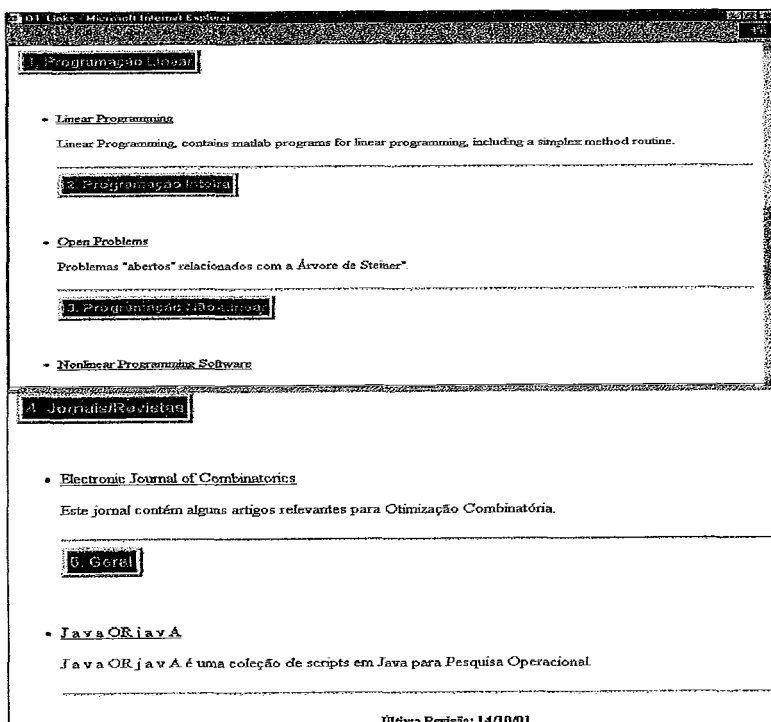 01 Links - Microsoft Internet Explorer
1. Programação Linear
• Linear Programming
Linear Programming, contains matlab programs for linear programming, including a simplex method routine.
2. Programação Inteira
• Open Problems
Problemas "abertos" relacionados com a Árvore de Steiner".
3. Programação Não-Linear
• Nonlinear Programming Software
4. Jornais/Revistas
• Electronic Journal of Combinatorics
Este jornal contém alguns artigos relevantes para Otimização Combinatória.
6. Geral
• J a v a OR j a v A
J a v a OR j a v A é uma coleção de scripts em Java para Pesquisa Operacional.
Última Revisão: 14/10/01